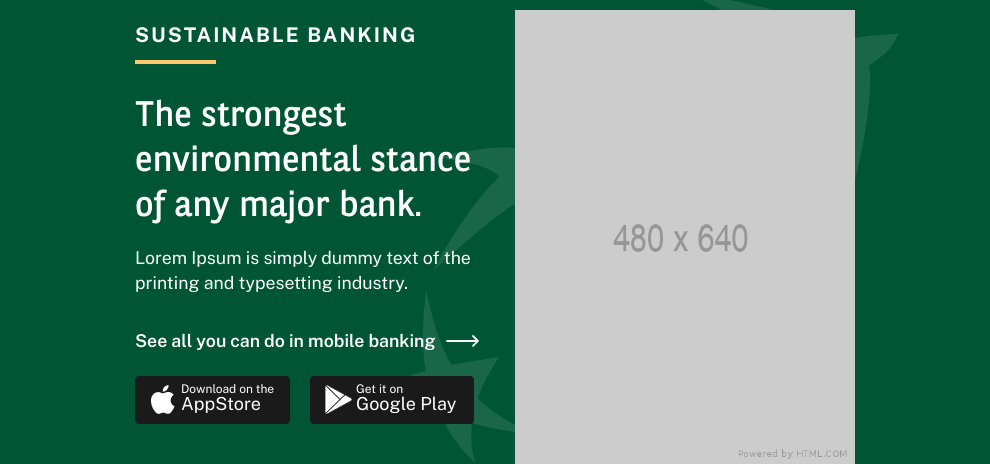 SUSTAINABLE BANKING
The strongest
environmental stance
of any major bank.
Lorem Ipsum is simply dummy text of the
printing and typesetting industry.
See all you can do in mobile banking
Download on the
AppStore
Get it on
Google Play
480 x 640
Powered by HTML.COM